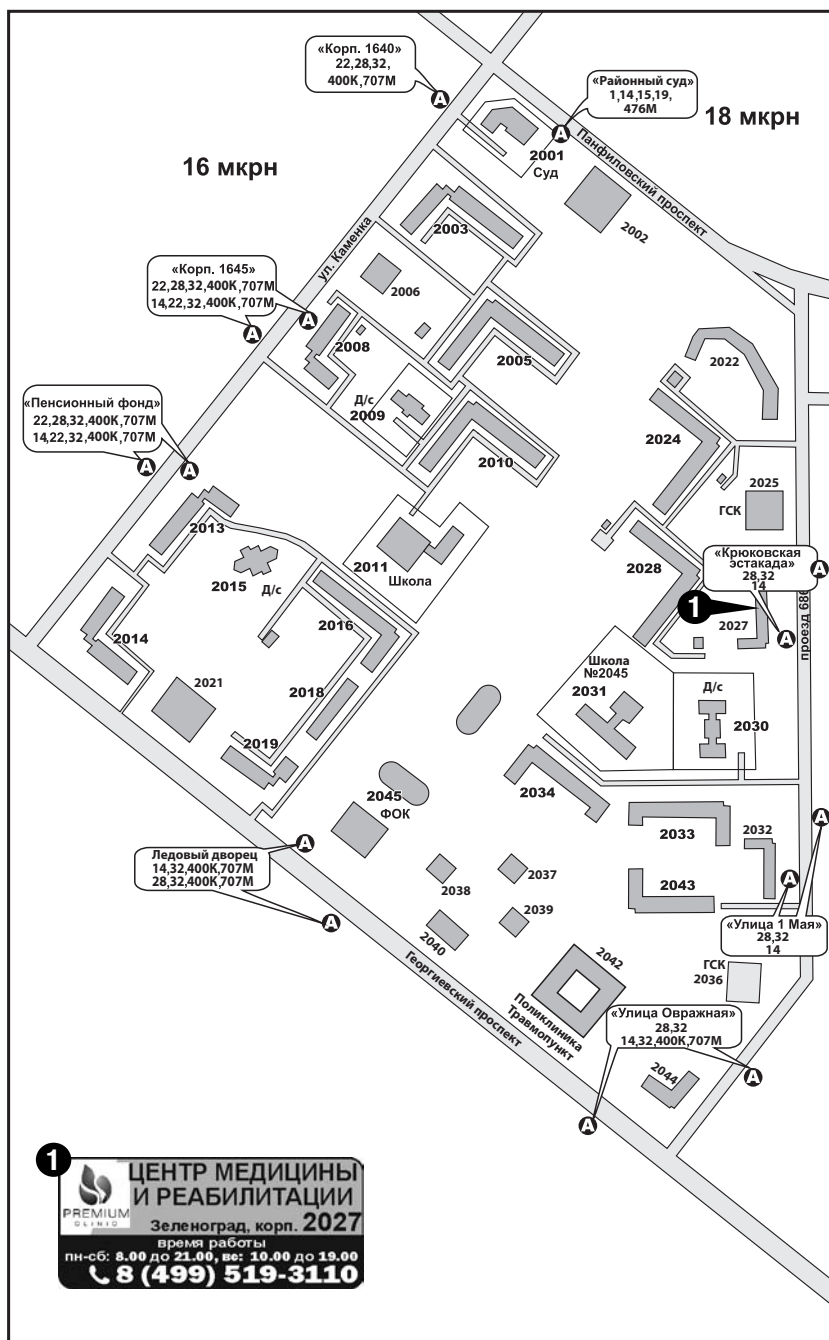 «Корп. 1640»
22,28,32,
400К,707М
«Районный суд»
1,14,15,19,
476М
18 мкрн
16 мкрн
2001
Суд
Панфиловский проспект
2002
ул. Каменка
2003
«Корп. 1645»
22,28,32,400К,707М
14,22,32,400К,707М
2006
2008
2005
2022
Д/с
2009
«Пенсионный фонд»
22,28,32,400К,707М
14,22,32,400К,707М
2024
2010
2025
ГСК
2013
2011
Школа
2028
«Крюковская
эстакада»
28,32
14
2015
Д/с
1
2027
проезд 686
2016
2014
Школа
№2045
2031
Д/с
2030
2021
2018
2019
2034
2045
ФОК
2033
2032
Ледовый дворец
14,32,400К,707М
28,32,400К,707М
2038
2037
2043
2039
2040
«Улица 1 Мая»
28,32
14
2042
ГСК
2036
Георгиевский проспект
Поликлиника
Травмопункт
«Улица Овражная»
28,32
14,32,400К,707М
2044
1
PREMIUM
CLINIC
ЦЕНТР МЕДИЦИНЫ
И РЕАБИЛИТАЦИИ
Зеленоград, корп. 2027
время работы
пн-сб: 8.00 до 21.00, вс: 10.00 до 19.00
8 (499) 519-3110
А
А
А
А
А
А
А
А
А
А
А
А
А
А